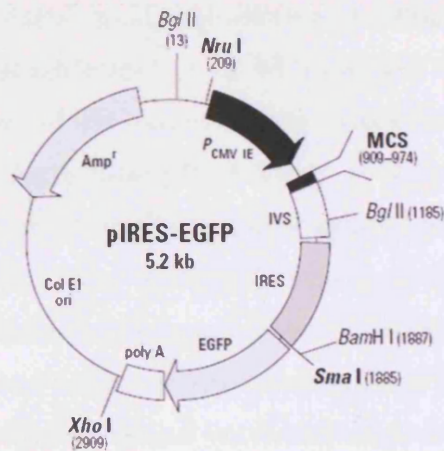 Bgl II
(13)
Nru I
(209)
P CMV IE
MCS
(909–974)
IVS
Bgl II (1185)
IRES
BamH I (1887)
Sma I (1885)
EGFP
poly A
Xho I
(2909)
Col E1
ori
Amp r
pIRES-EGFP
5.2 kb